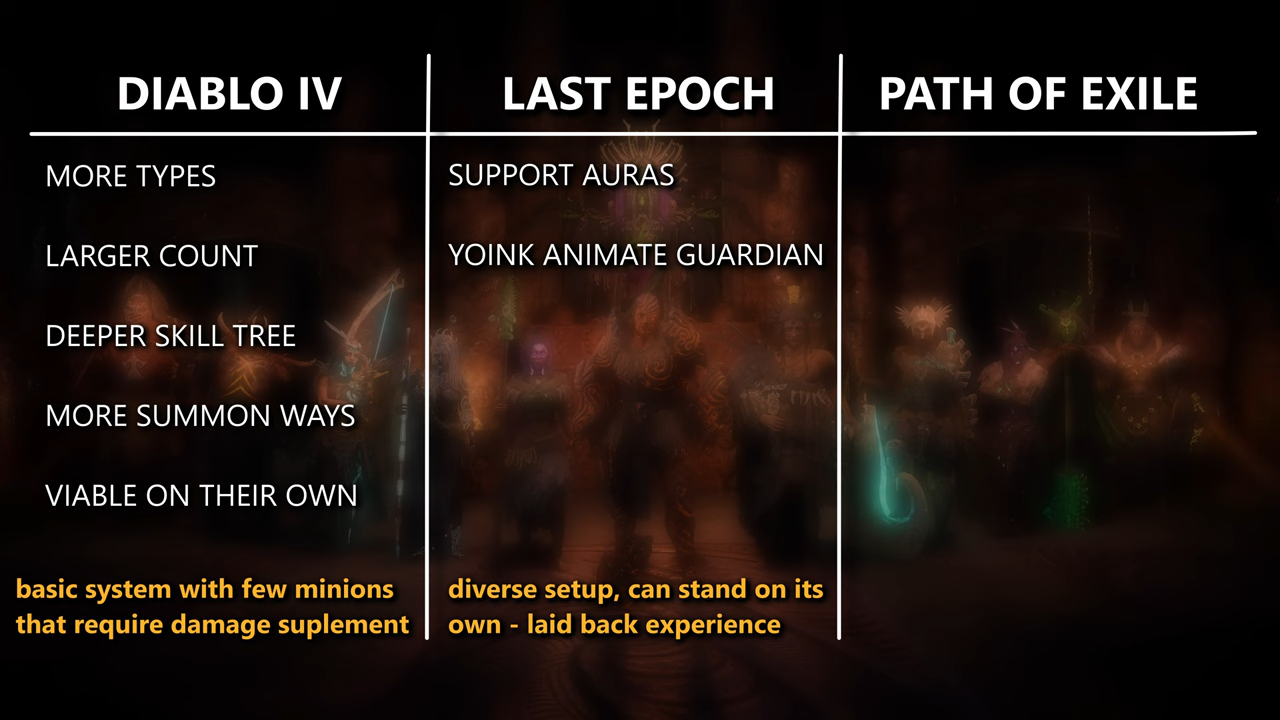 DIABLO IV
LAST EPOCH
PATH OF EXILE
MORE TYPES
LARGER COUNT
DEEPER SKILL TREE
MORE SUMMON WAYS
VIABLE ON THEIR OWN
basic system with few minions
that require damage suplement
SUPPORT AURAS
YOINK ANIMATE GUARDIAN
diverse setup, can stand on its
own - laid back experience